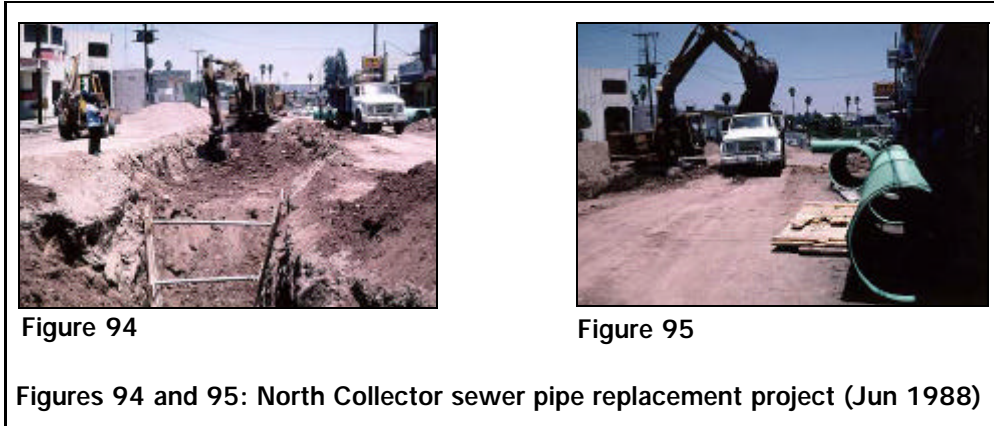 Figure 94
Figure 95
Figures 94 and 95: North Collector sewer pipe replacement project (Jun 1988)